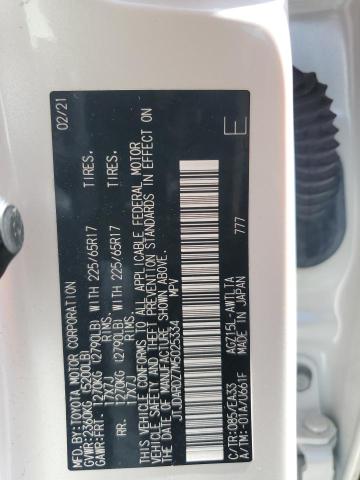 MFD.BY:TOYOTA MOTOR CORPORATION 02/21
GVWR:2360KG (5200LB)
GAWR:FRT. 1270KG (2790LB) WITH 225/65R17 TIRES,
17X7J RIMS,
RR. 1270KG (2790LB) WITH 225/65R17 TIRES,
17X7J RIMS,
THIS VEHICLE CONFORMS TO ALL APPLICABLE FEDERAL MOTOR
VEHICLE SAFETY AND THEFT PREVENTION STANDARDS IN EFFECT ON
THE DATE OF MANUFACTURE SHOWN ABOVE.
JTJDAHDZ7M5025334 MPV
E
C/TR:085/EA33 AGZ15L-AWTLTA 777
A/TM:-01A/U661F MADE IN JAPAN